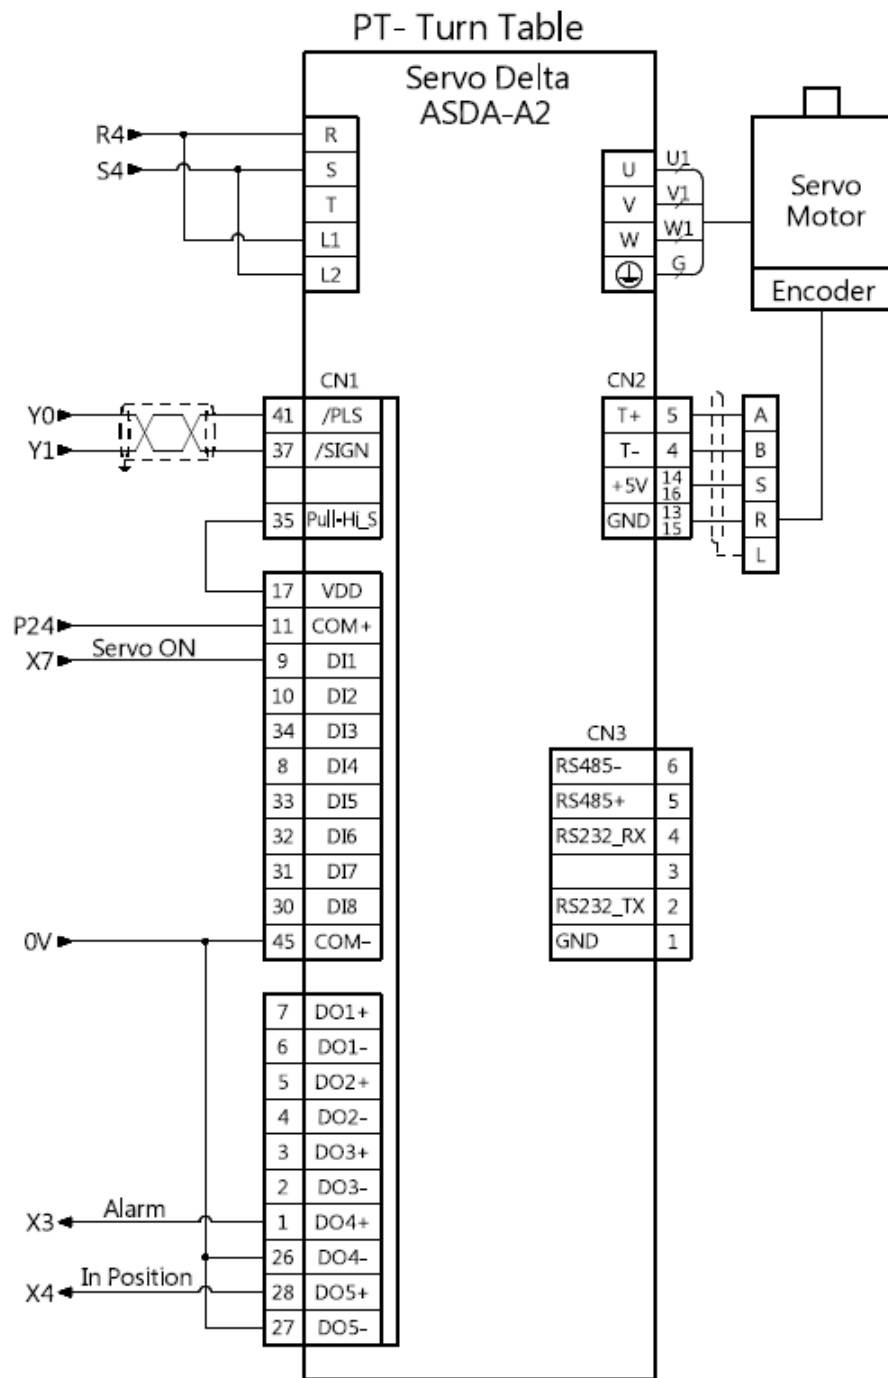 PT- Turn Table
Servo Delta
ASDA-A2
R4
S4
R
S
T
L1
L2
U U1
V V1
W W1
G
Servo
Motor
Encoder
CN1
Y0 41 /PLS
Y1 37 /SIGN
35 Pull-Hi_S
17 VDD
P24 11 COM+
X7 Servo ON 9 DI1
10 DI2
34 DI3
8 DI4
33 DI5
32 DI6
31 DI7
30 DI8
0V 45 COM-
7 DO1+
6 DO1-
5 DO2+
4 DO2-
3 DO3+
2 DO3-
X3 Alarm 1 DO4+
26 DO4-
X4 In Position 28 DO5+
27 DO5-
CN2
T+ 5 A
T- 4 B
+5V 14 16 S
GND 13 15 R
L
CN3
RS485- 6
RS485+ 5
RS232_RX 4
3
RS232_TX 2
GND 1